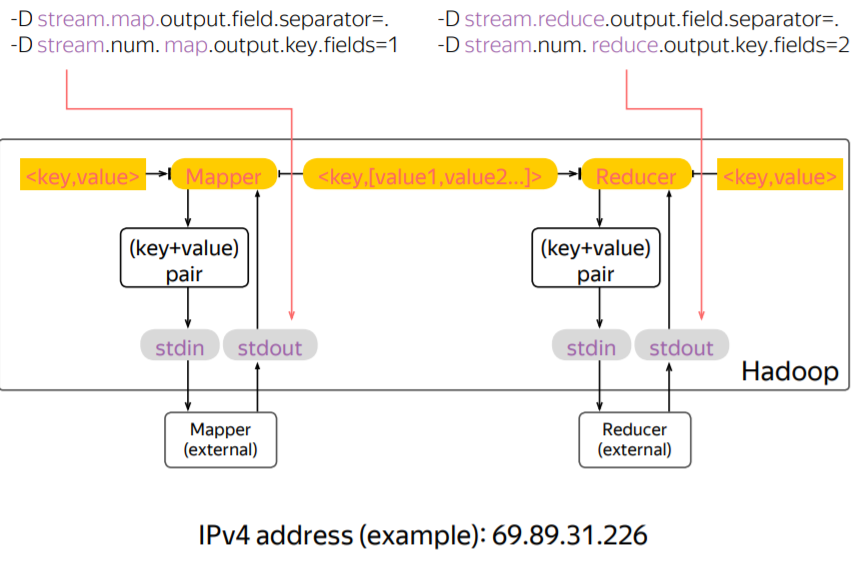 -D stream.map.output.field.separator=.
-D stream.num. map.output.key.fields=1
-D stream.reduce.output.field.separator=.
-D stream.num. reduce.output.key.fields=2
<key,value>
Mapper
<key,[value1,value2...]>
Reducer
<key,value>
(key+value)
pair
(key+value)
pair
stdin
stdout
stdin
stdout
Hadoop
Mapper
(external)
Reducer
(external)
IPv4 address (example): 69.89.31.226